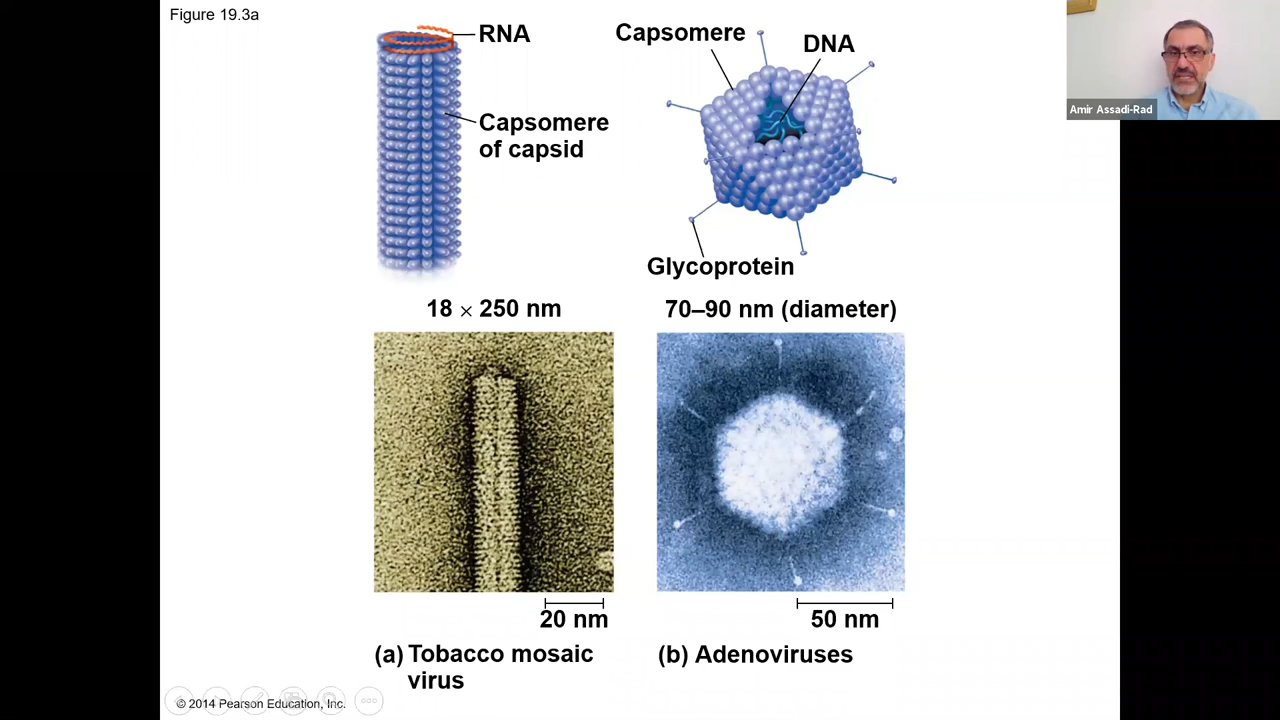 Figure 19.3a
RNA
Capsomere
of capsid
Capsomere
DNA
Glycoprotein
18 × 250 nm
70–90 nm (diameter)
20 nm
50 nm
(a) Tobacco mosaic
virus
(b) Adenoviruses
© 2014 Pearson Education, Inc.
Amir Assadi-Rad